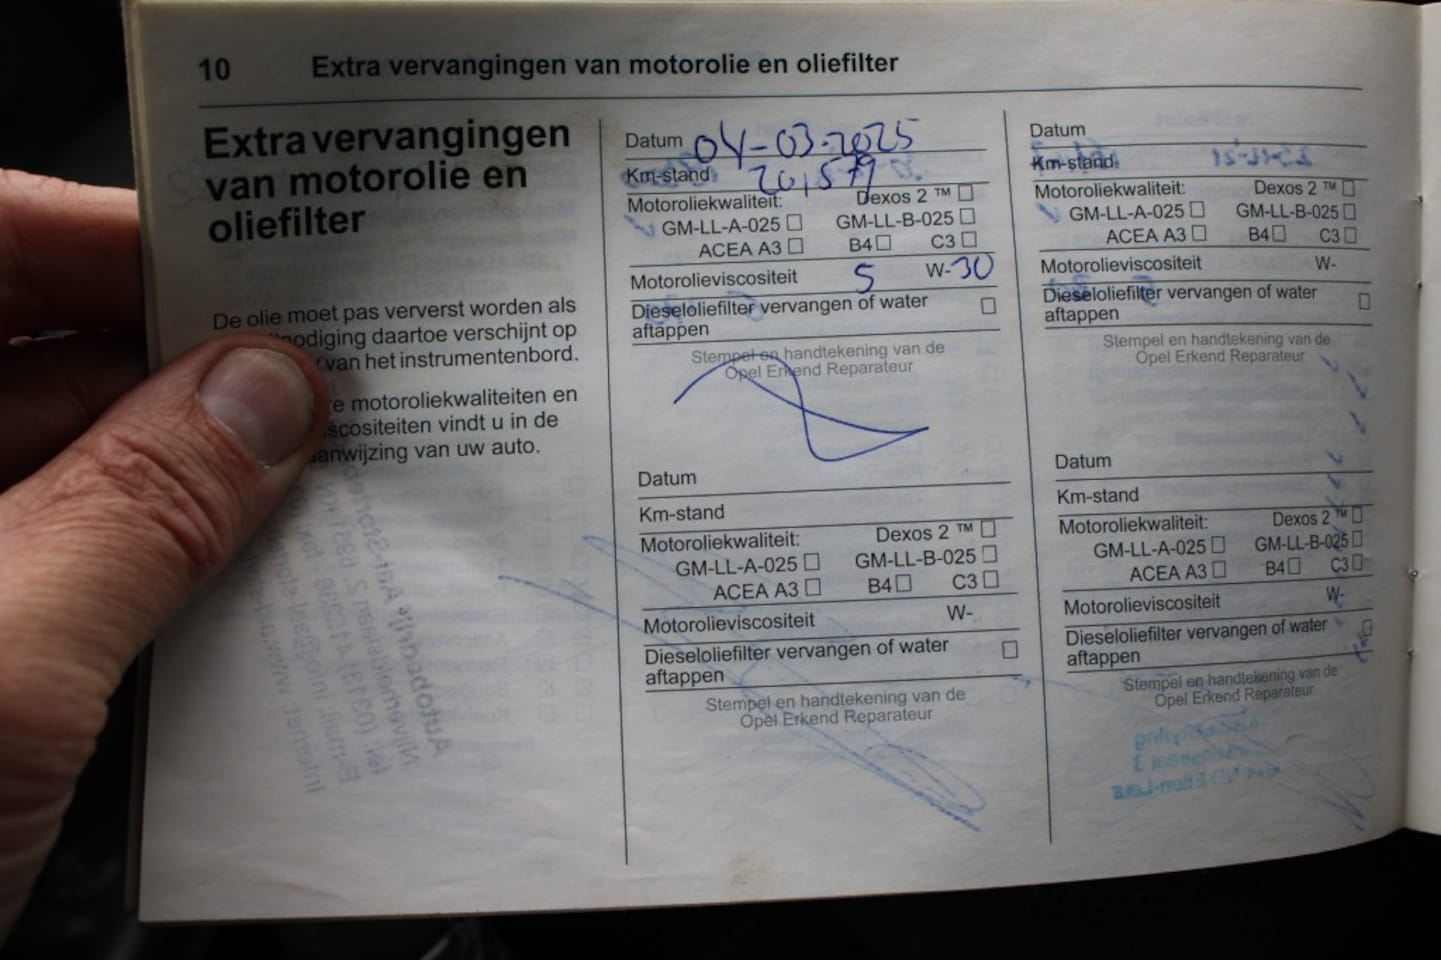 10 Extra vervangingen van motorolie en oliefilter
Extra vervangingen
van motorolie en
oliefilter
De olie moet pas ververst worden als
daartoe verschijnt op
van het instrumentenbord.
motoroliekwaliteiten en
vindt u in de
van uw auto.
Datum 04-03-2025
Km-stand 20,579
Motoroliekwaliteit: Dexos 2 ™ ☐
GM-LL-A-025 ☐ GM-LL-B-025 ☐
ACEA A3 ☐ B4 ☐ C3 ☐
Motorolieviscositeit 5 W-30
Dieseloliefilter vervangen of water ☐
aftappen
Stempel en handtekening van de
Opel Erkend Reparateur
Datum
Km-stand
Motoroliekwaliteit: Dexos 2 ™ ☐
GM-LL-A-025 ☐ GM-LL-B-025 ☐
ACEA A3 ☐ B4 ☐ C3 ☐
Motorolieviscositeit W-
Dieseloliefilter vervangen of water ☐
aftappen
Stempel en handtekening van de
Opel Erkend Reparateur
Datum
Km-stand
Motoroliekwaliteit: Dexos 2 ™ ☐
GM-LL-A-025 ☐ GM-LL-B-025 ☐
ACEA A3 ☐ B4 ☐ C3 ☐
Motorolieviscositeit W-
Dieseloliefilter vervangen of water ☐
aftappen
Stempel en handtekening van de
Opel Erkend Reparateur
Datum
Km-stand
Motoroliekwaliteit: Dexos 2 ™ ☐
GM-LL-A-025 ☐ GM-LL-B-025 ☐
ACEA A3 ☐ B4 ☐ C3 ☐
Motorolieviscositeit W-
Dieseloliefilter vervangen of water ☐
aftappen
Stempel en handtekening van de
Opel Erkend Reparateur